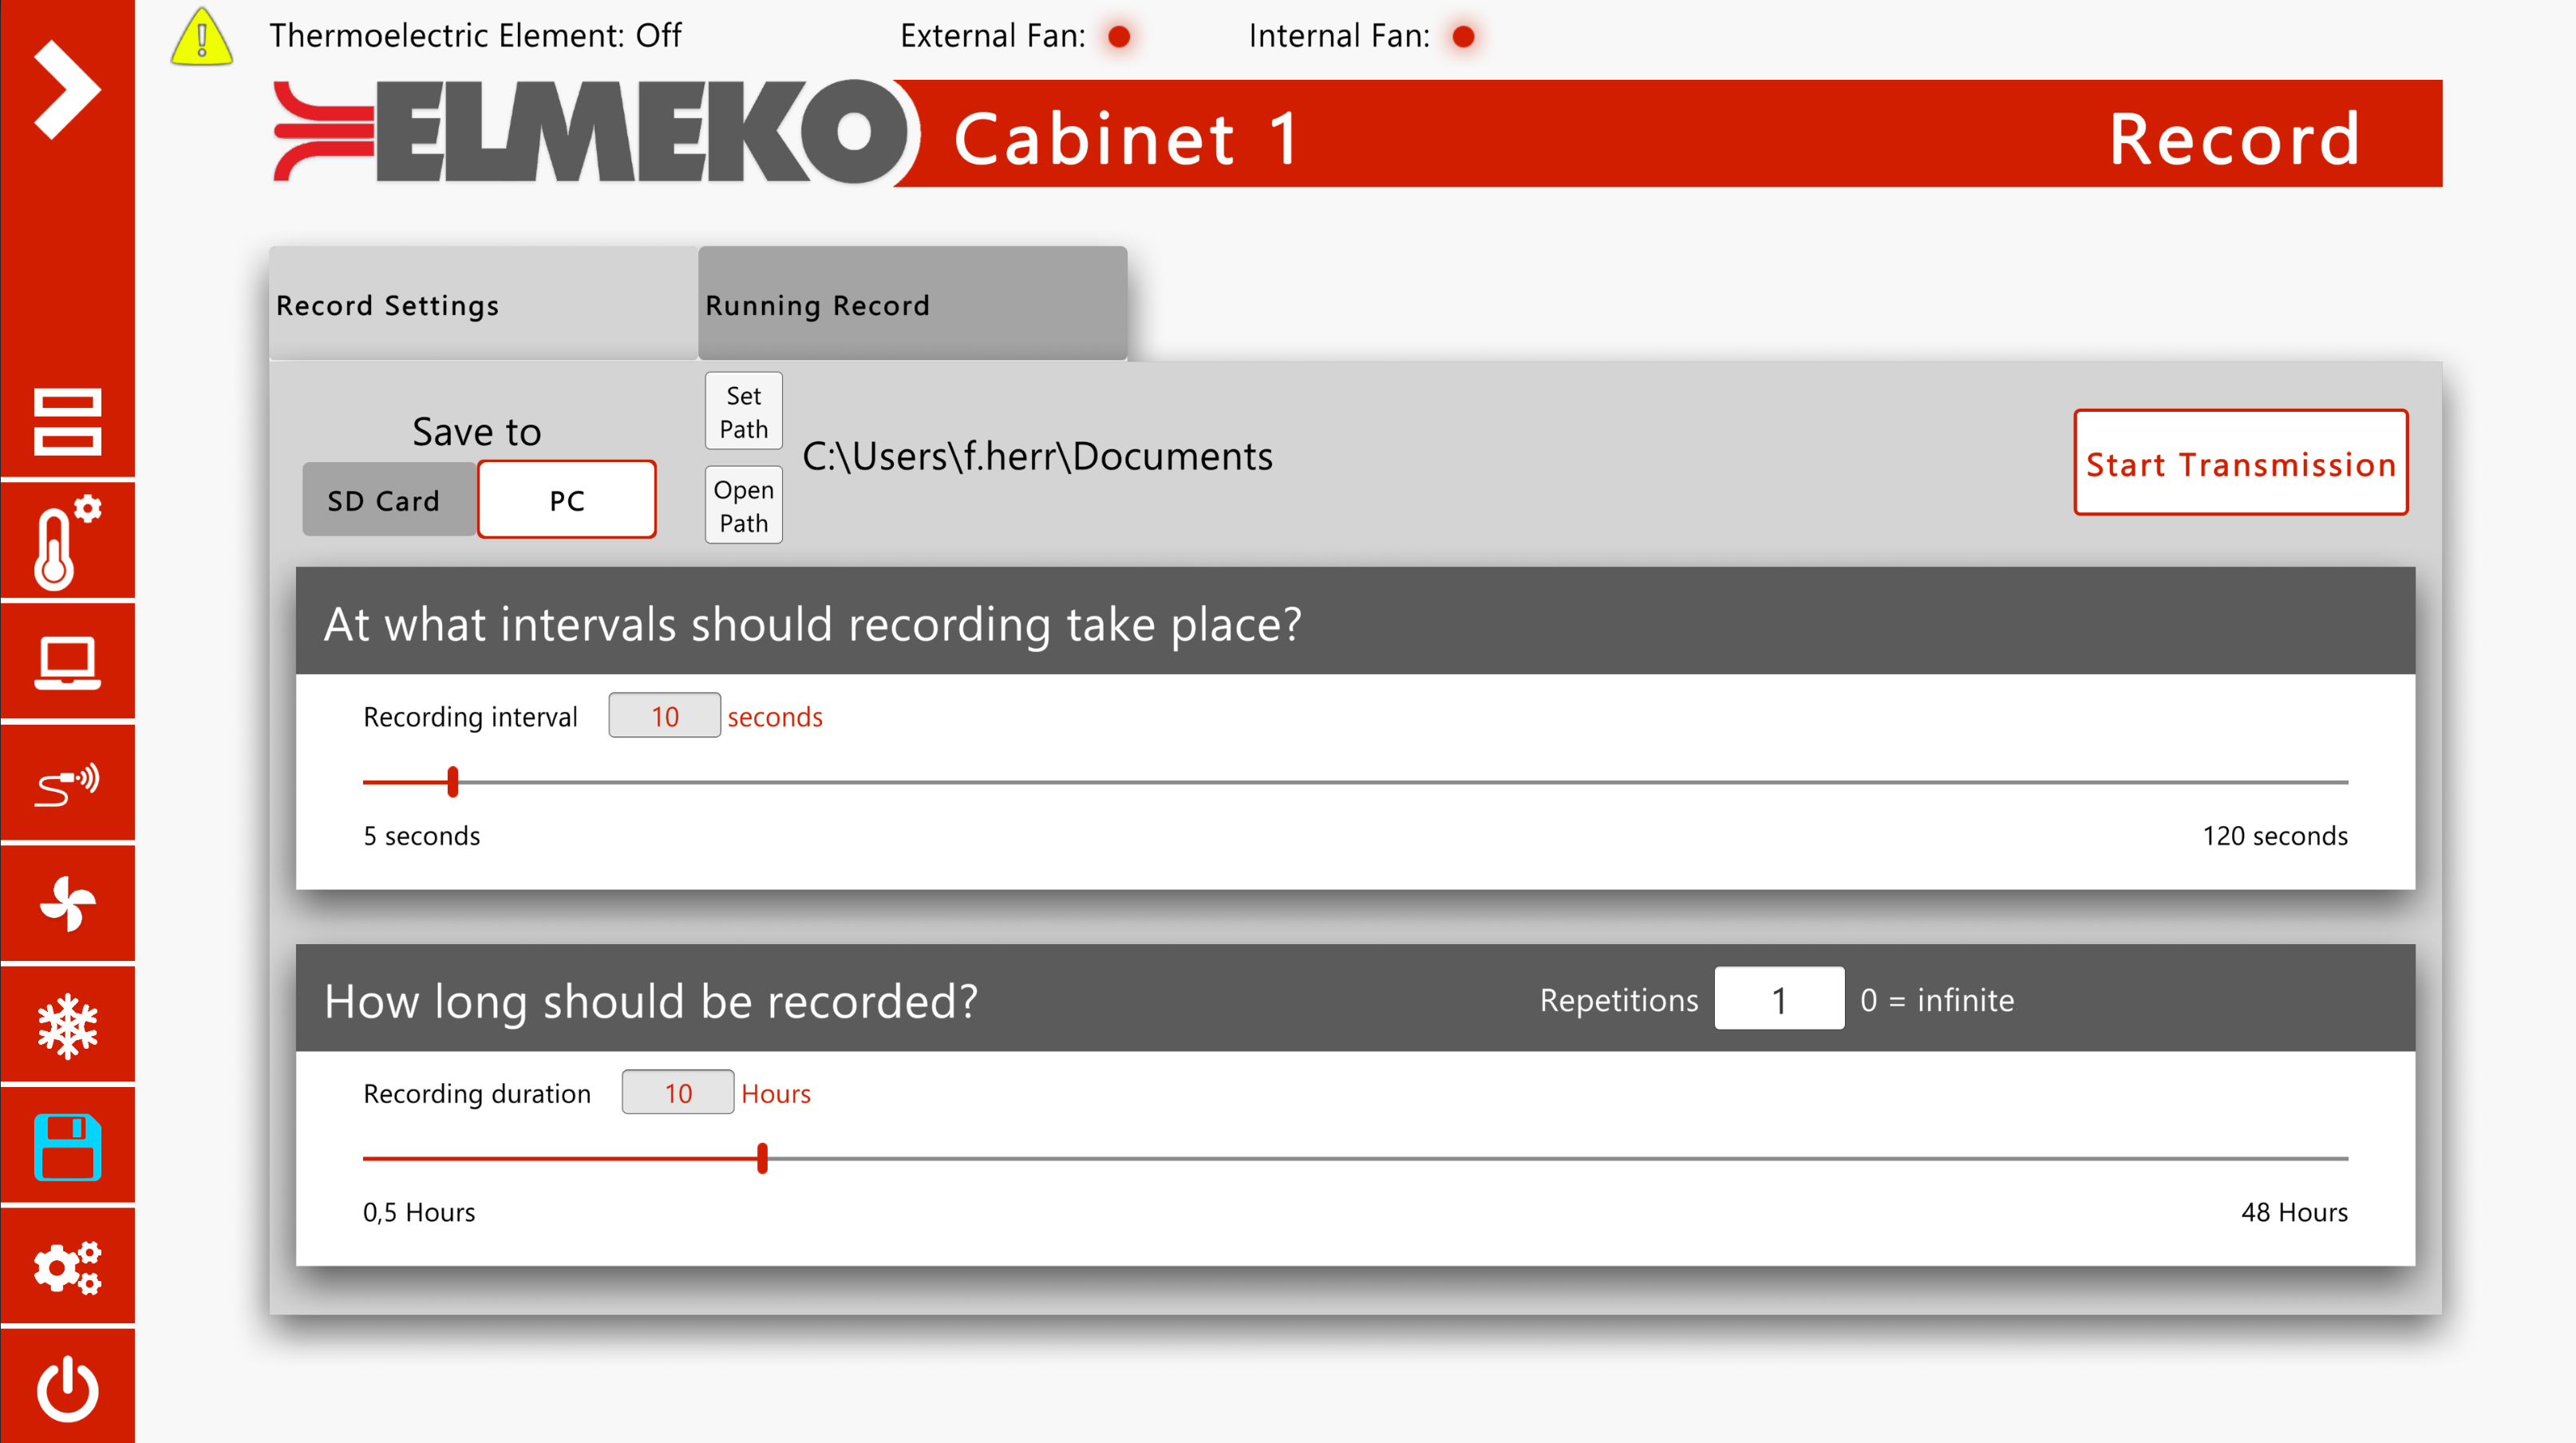 Thermoelectric Element: Off External Fan: Internal Fan:
ELMEKO Cabinet 1 Record
Record Settings Running Record
Save to
SD Card PC
Set
Path
Open
Path
C:\Users\f.herr\Documents
Start Transmission
At what intervals should recording take place?
Recording interval 10 seconds
5 seconds 120 seconds
How long should be recorded? Repetitions 1 0 = infinite
Recording duration 10 Hours
0,5 Hours 48 Hours